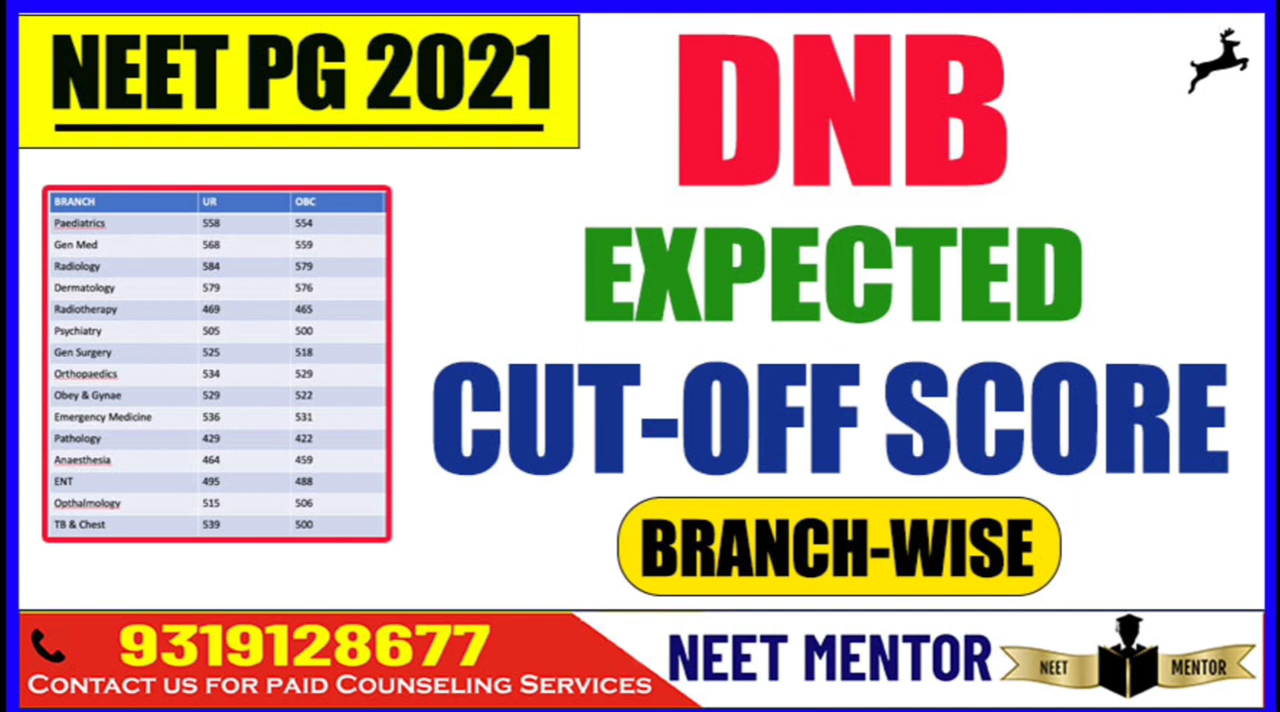 NEET PG 2021
DNB
EXPECTED
CUT-OFF SCORE
BRANCH-WISE
BRANCH UR OBC
Paediatrics 558 554
Gen Med 568 559
Radiology 584 579
Dermatology 579 576
Radiotherapy 469 465
Psychiatry 505 500
Gen Surgery 525 518
Orthopaedics 534 529
Obey & Gynae 529 522
Emergency Medicine 536 531
Pathology 429 422
Anaesthesia 464 459
ENT 495 488
Opthalmology 515 506
TB & Chest 539 500
9319128677
CONTACT US FOR PAID COUNSELING SERVICES
NEET MENTOR
NEET MENTOR